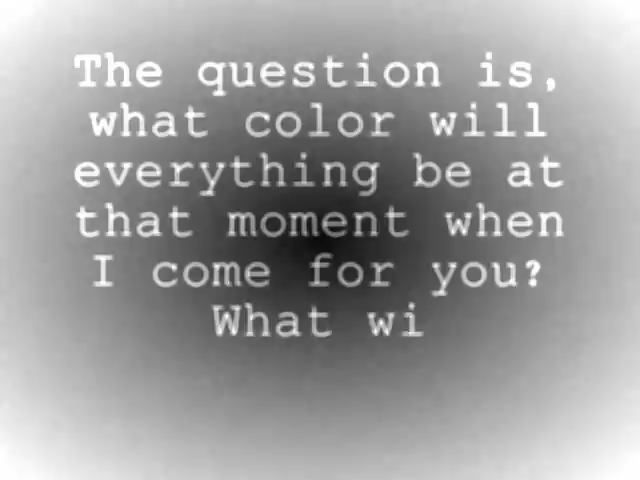 The question is,
what color will
everything be at
that moment when
I come for you?
What wi